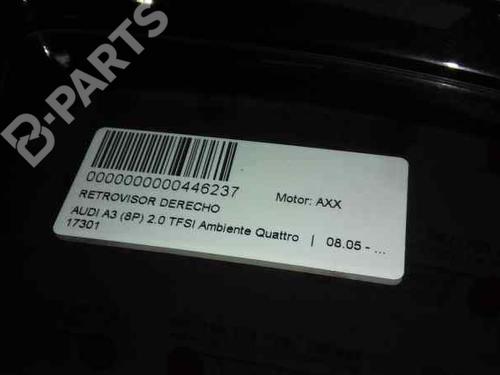 B-PARTS
0000000000446237
Motor: AXX
RETROVISOR DERECHO
AUDI A3 (8P) 2.0 TFSI Ambiente Quattro | 08.05 - ...
17301